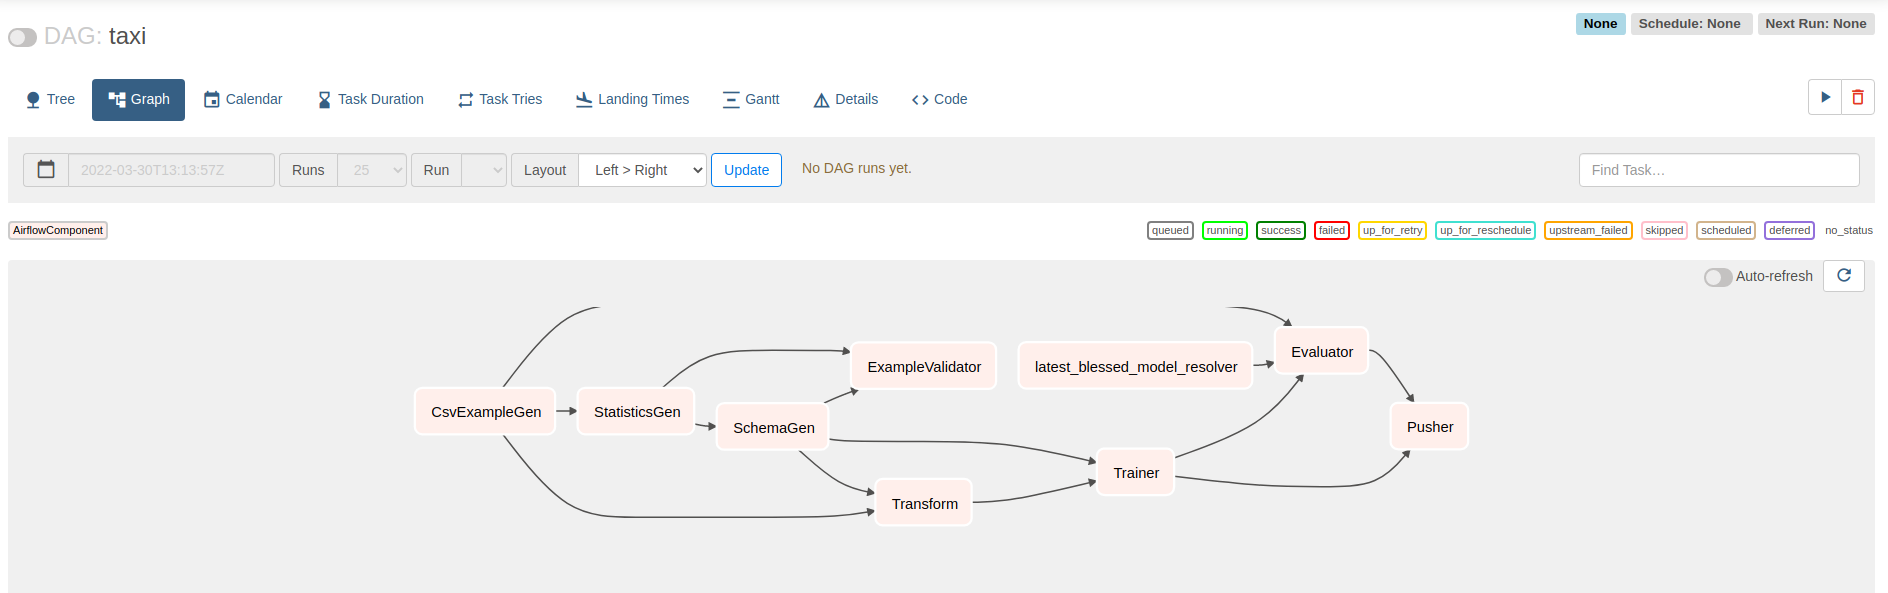 DAG: taxi
None Schedule: None Next Run: None
Tree Graph Calendar Task Duration Task Tries Landing Times Gantt Details Code
2022-03-30T13:13:57Z Runs 25 Run Layout Left > Right Update No DAG runs yet. Find Task...
AirflowComponent queued running success failed up_for_retry up_for_reschedule upstream_failed skipped scheduled deferred no_status
Auto-refresh
Evaluator
ExampleValidator latest_blessed_model_resolver
CsvExampleGen StatisticsGen
SchemaGen Pusher
Trainer
Transform